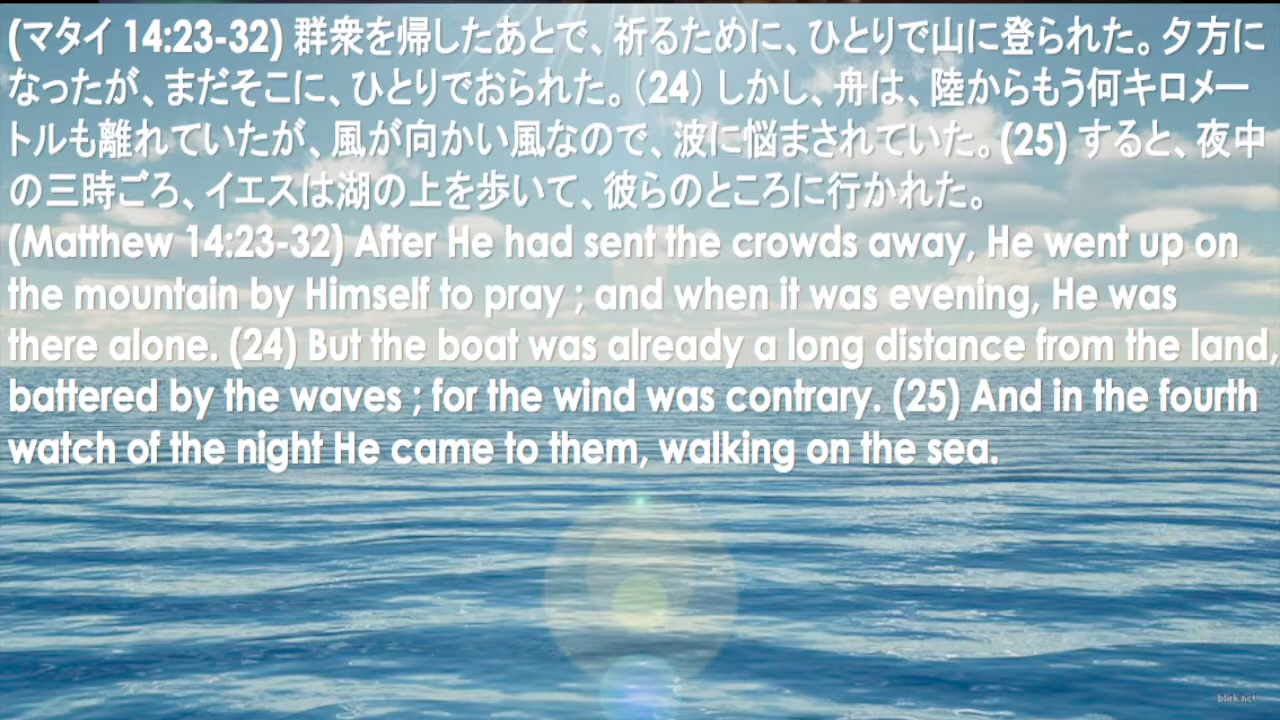 (マタイ 14:23-32) 群衆を帰したあとで、祈るために、ひとりで山に登られた。夕方に
なったが、まだそこに、ひとりでおられた。（24）しかし、舟は、陸からもう何キロメー
トルも離れていたが、風が向かい風なので、波に悩まされていた。(25) すると、夜中
の三時ごろ、イエスは湖の上を歩いて、彼らのところに行かれた。
(Matthew 14:23-32) After He had sent the crowds away, He went up on
the mountain by Himself to pray ; and when it was evening, He was
there alone. (24) But the boat was already a long distance from the land,
battered by the waves ; for the wind was contrary. (25) And in the fourth
watch of the night He came to them, walking on the sea.